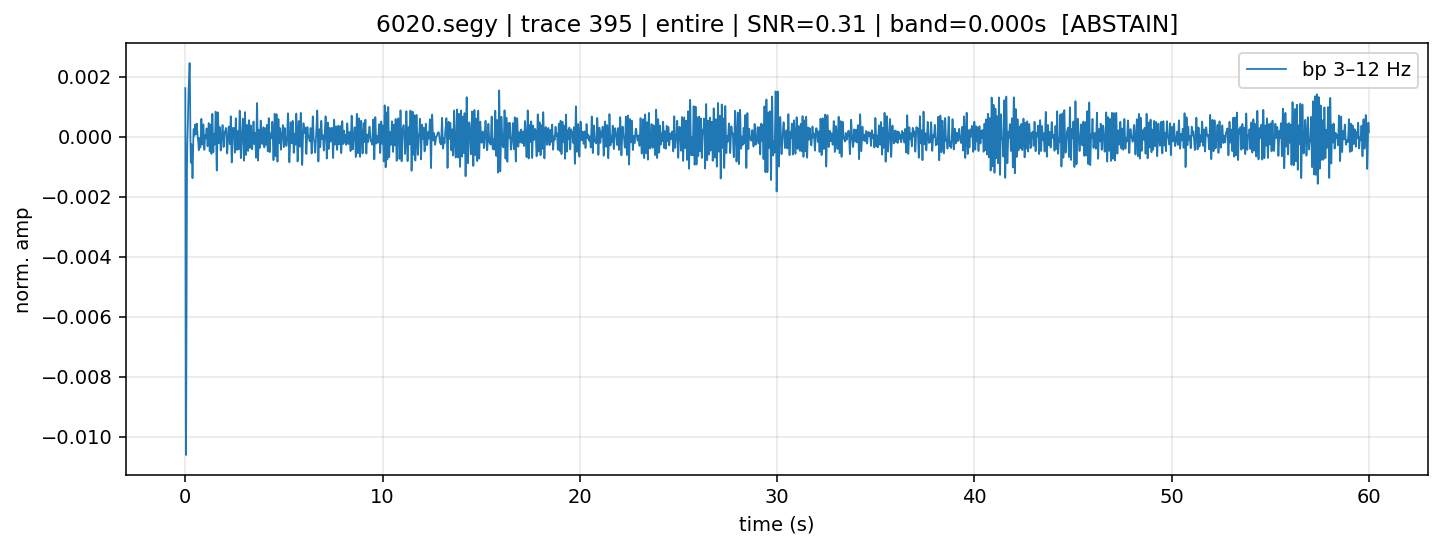 6020.segy | trace 395 | entire | SNR=0.31 | band=0.000s  [ABSTAIN]
bp 3–12 Hz
norm. amp
0.002
0.000
−0.002
−0.004
−0.006
−0.008
−0.010
0 10 20 30 40 50 60
time (s)